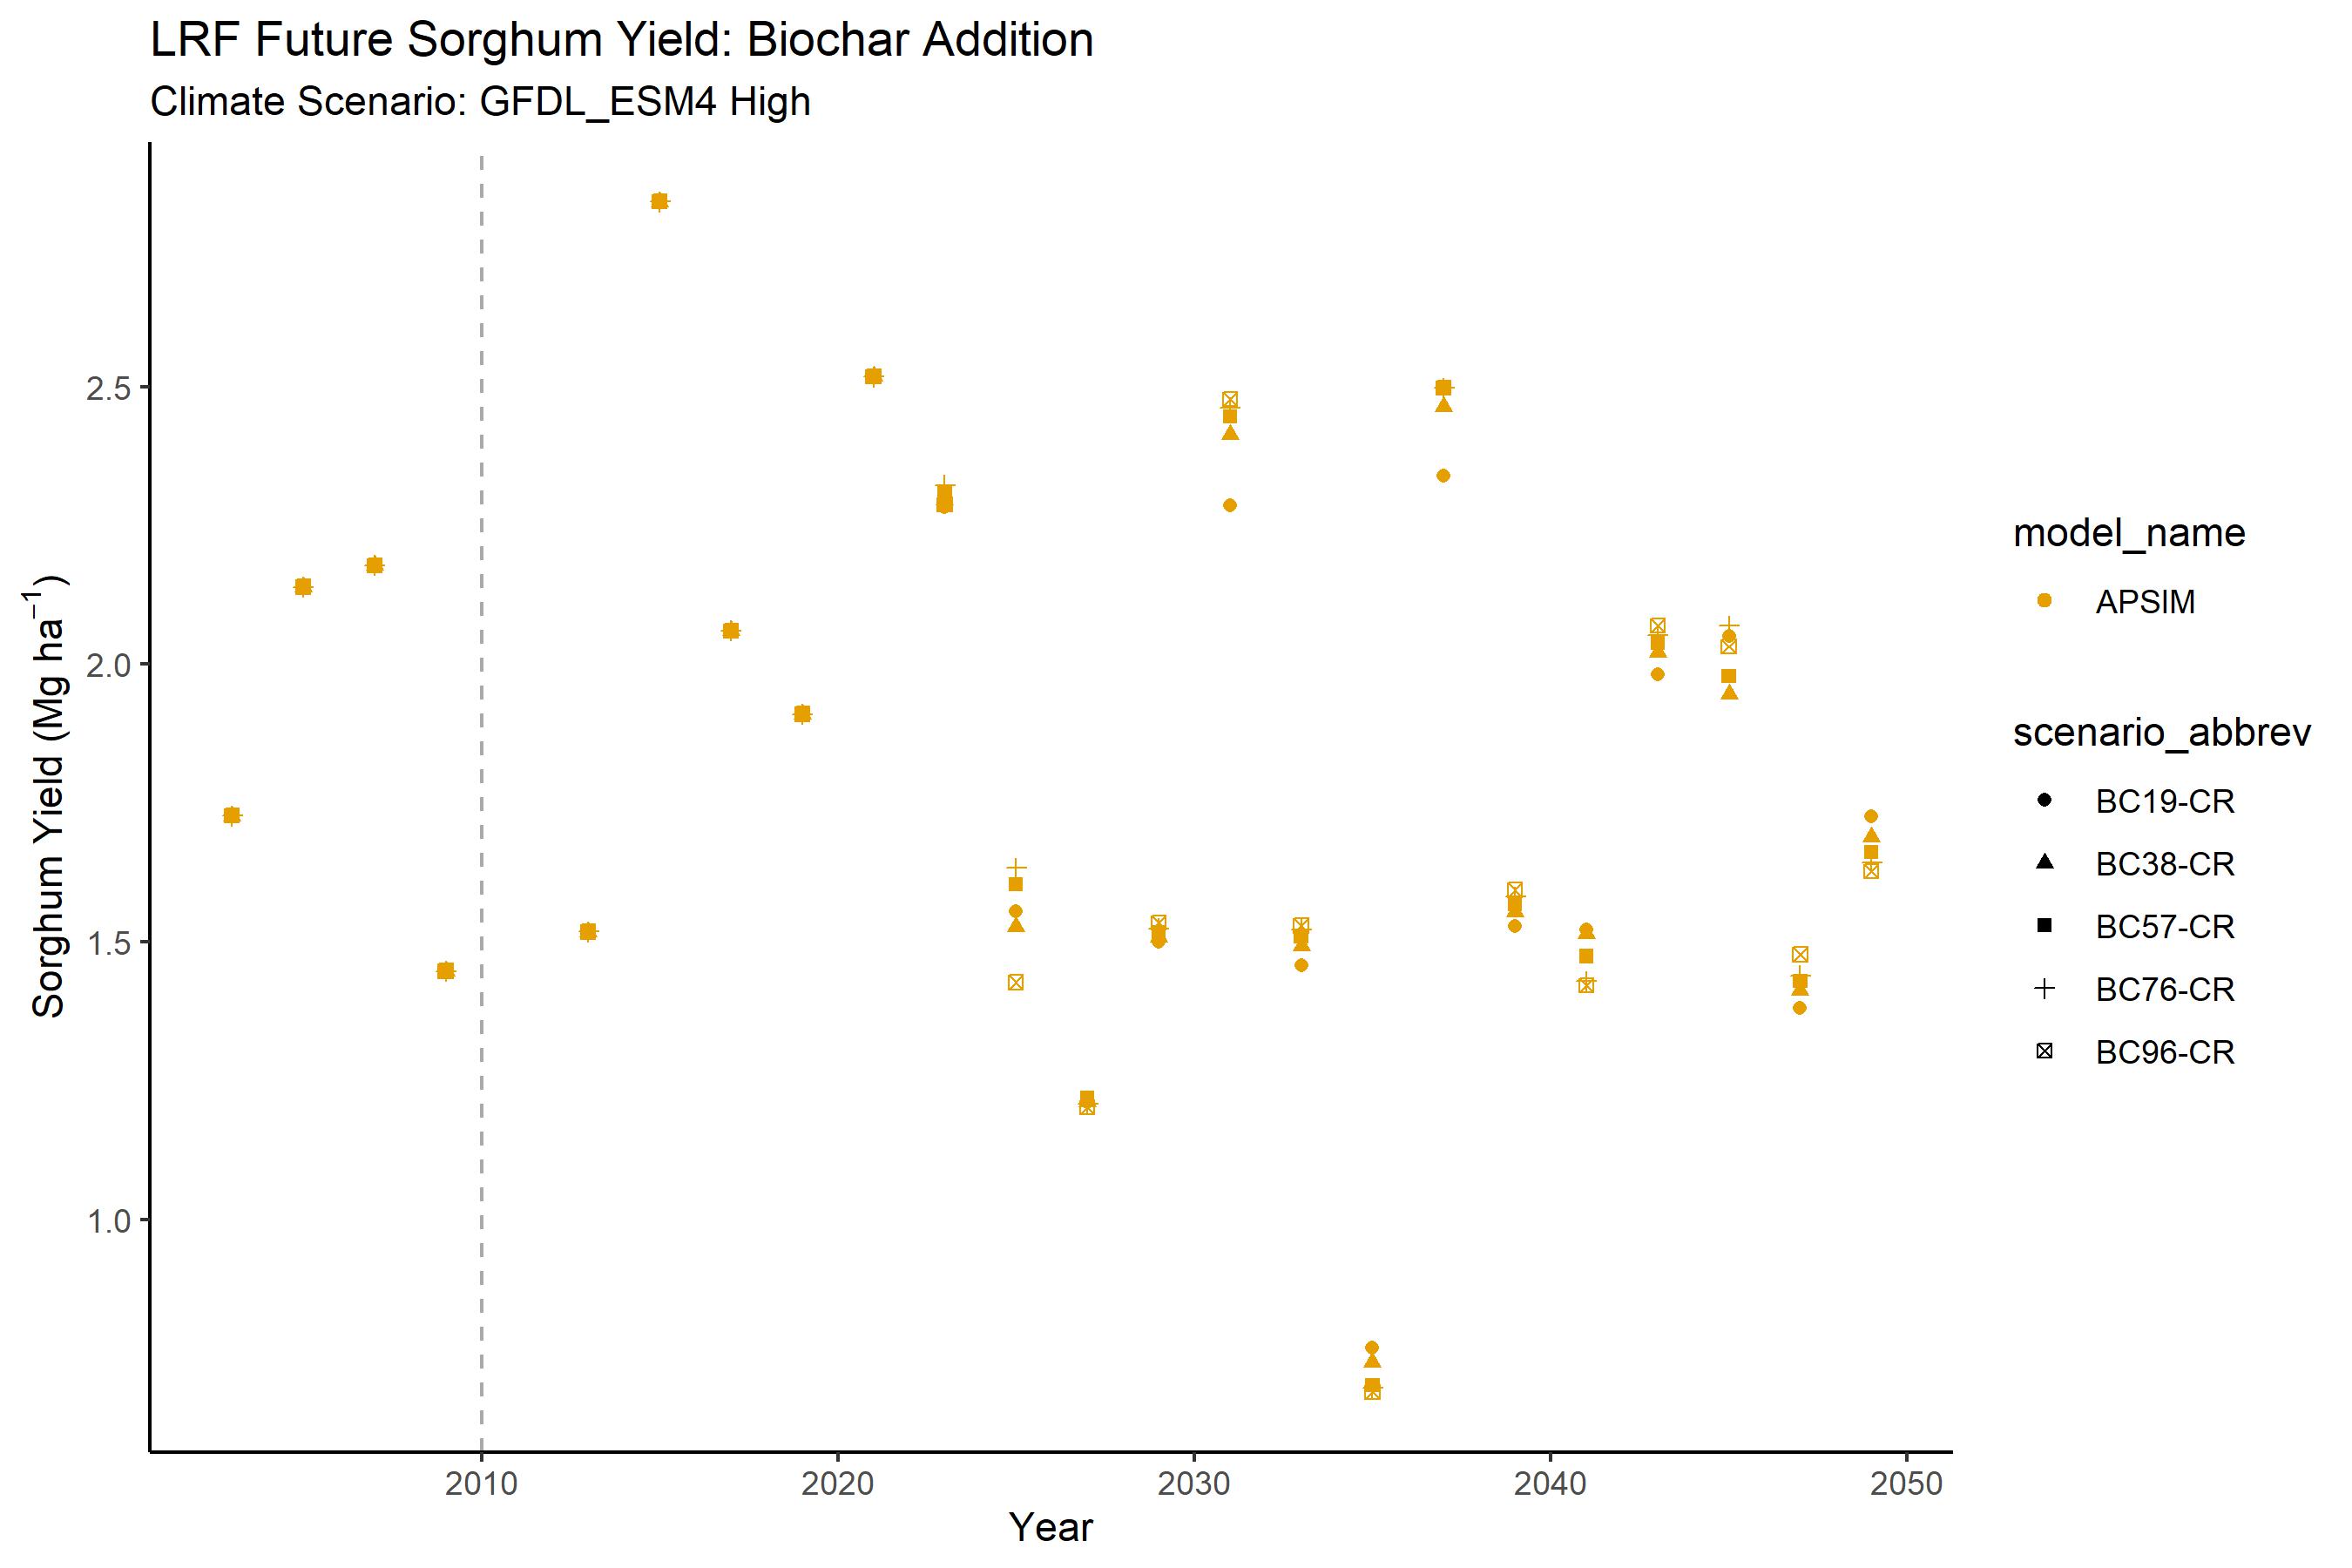 LRF Future Sorghum Yield: Biochar Addition
Climate Scenario: GFDL_ESM4 High
Sorghum Yield (Mg ha⁻¹)
2.5
2.0
1.5
1.0
2010 2020 2030 2040 2050
Year
model_name
APSIM
scenario_abbrev
BC19-CR
BC38-CR
BC57-CR
BC76-CR
BC96-CR